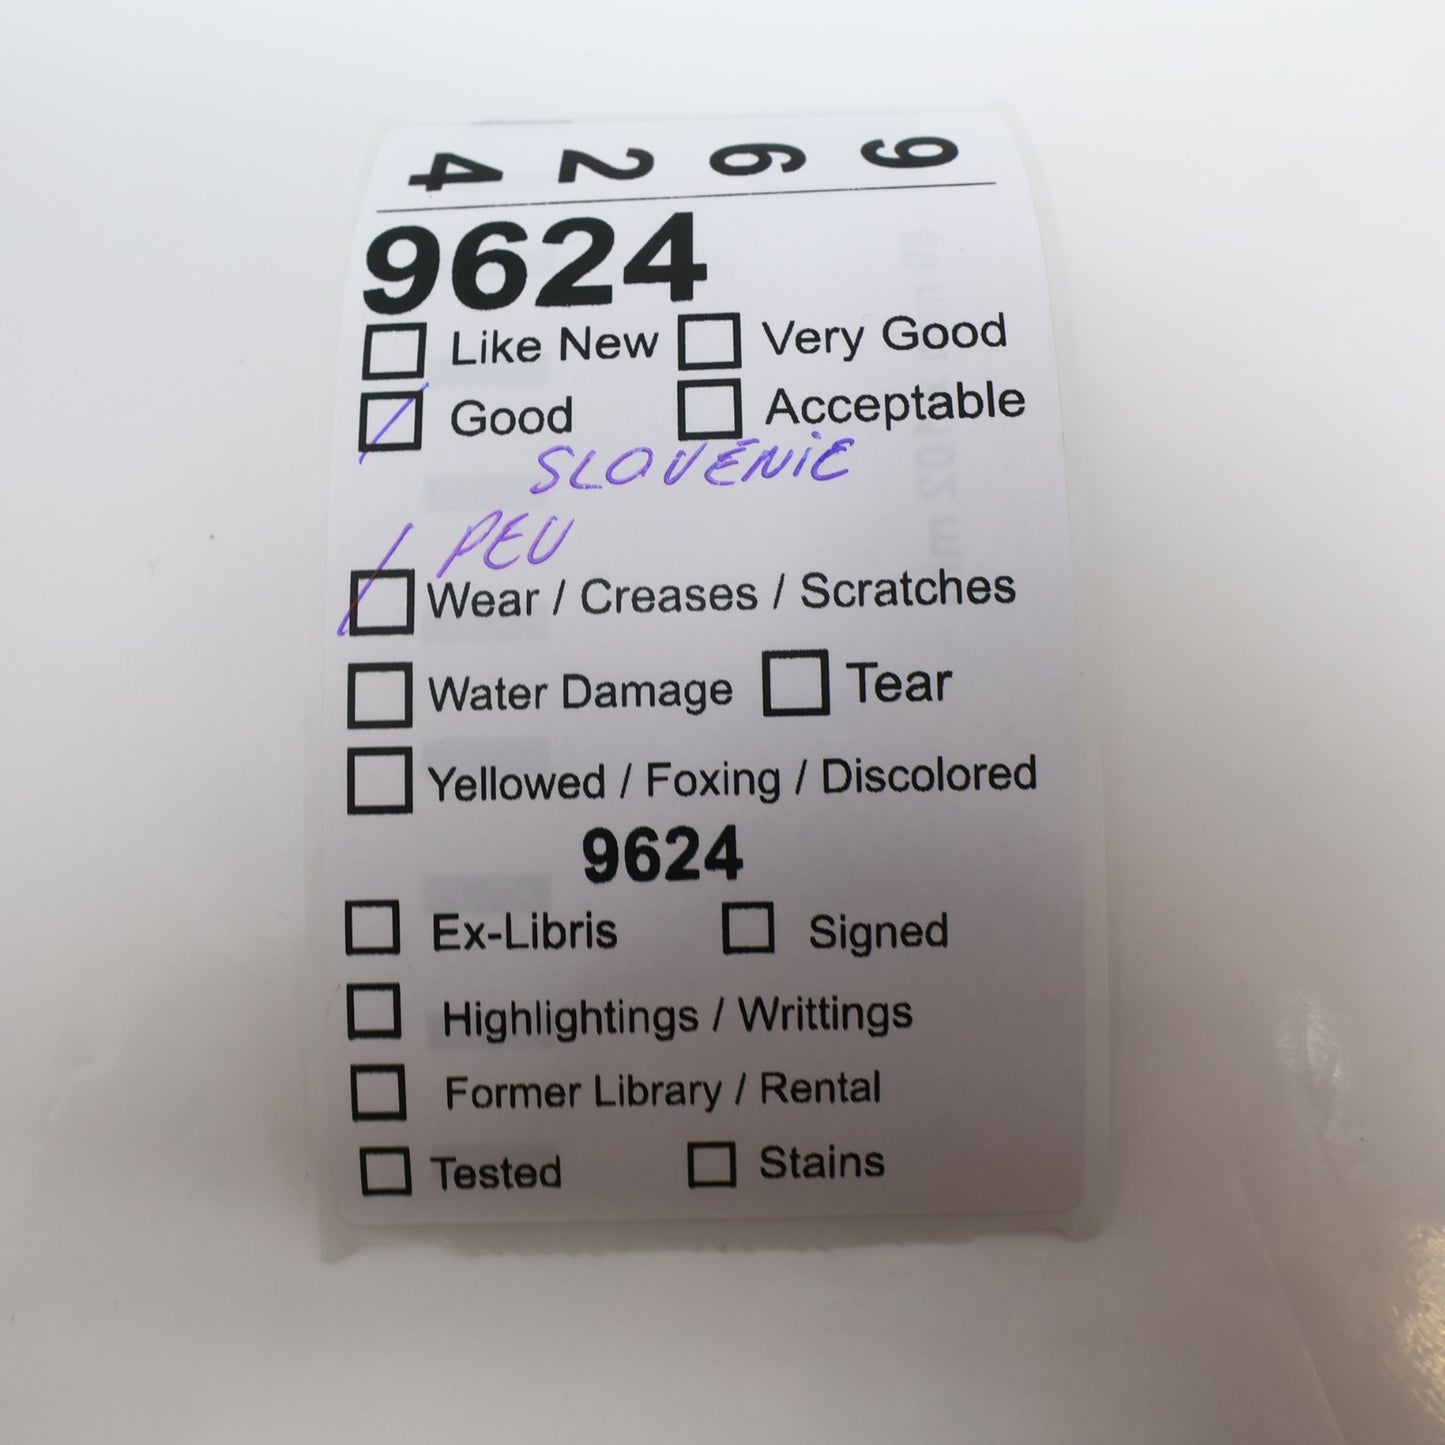 9624
9624
Like New Very Good
Good Acceptable
SLOVENIE
PEU
Wear / Creases / Scratches
Water Damage Tear
Yellowed / Foxing / Discolored
9624
Ex-Libris Signed
Highlightings / Writtings
Former Library / Rental
Tested Stains